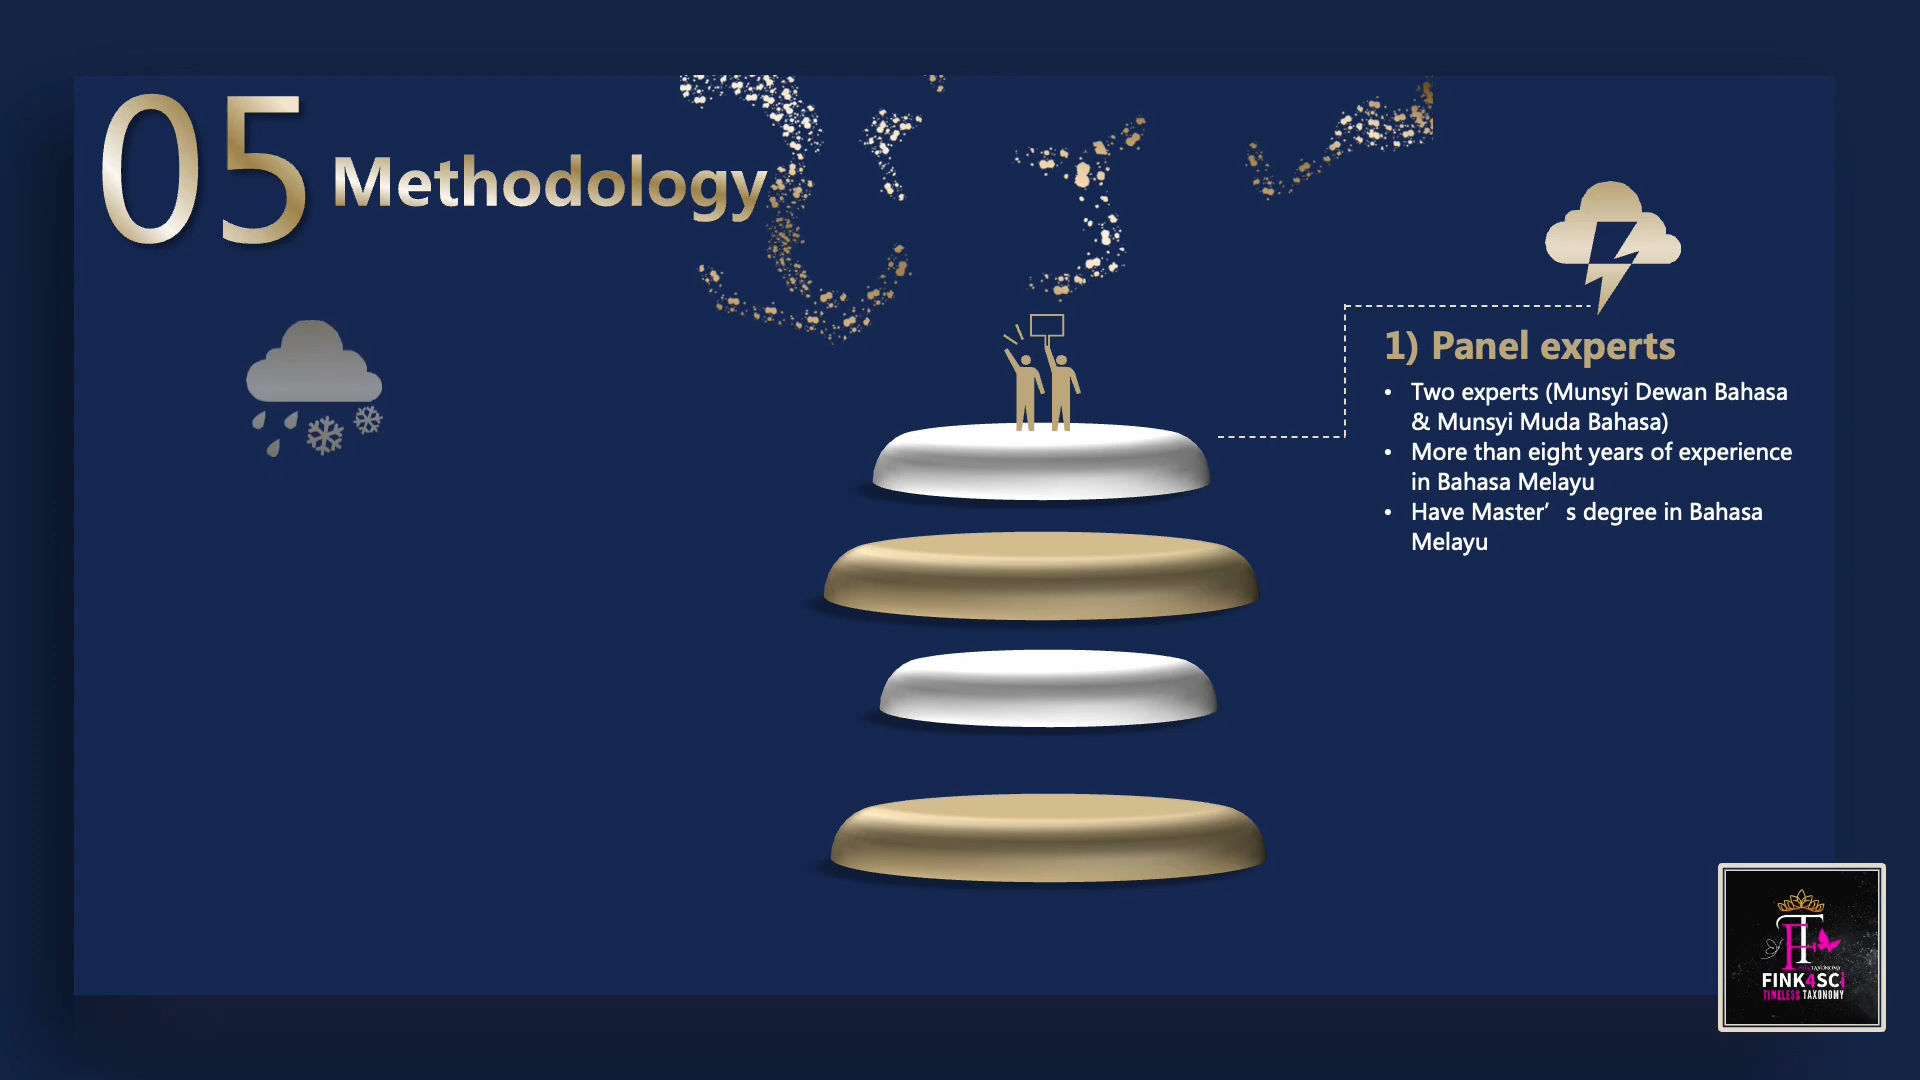 05
Methodology
1) Panel experts
• Two experts (Munsyi Dewan Bahasa
& Munsyi Muda Bahasa)
• More than eight years of experience
in Bahasa Melayu
• Have Master’ s degree in Bahasa
Melayu
FINK4SCI
TIMELESS TAXONOMY